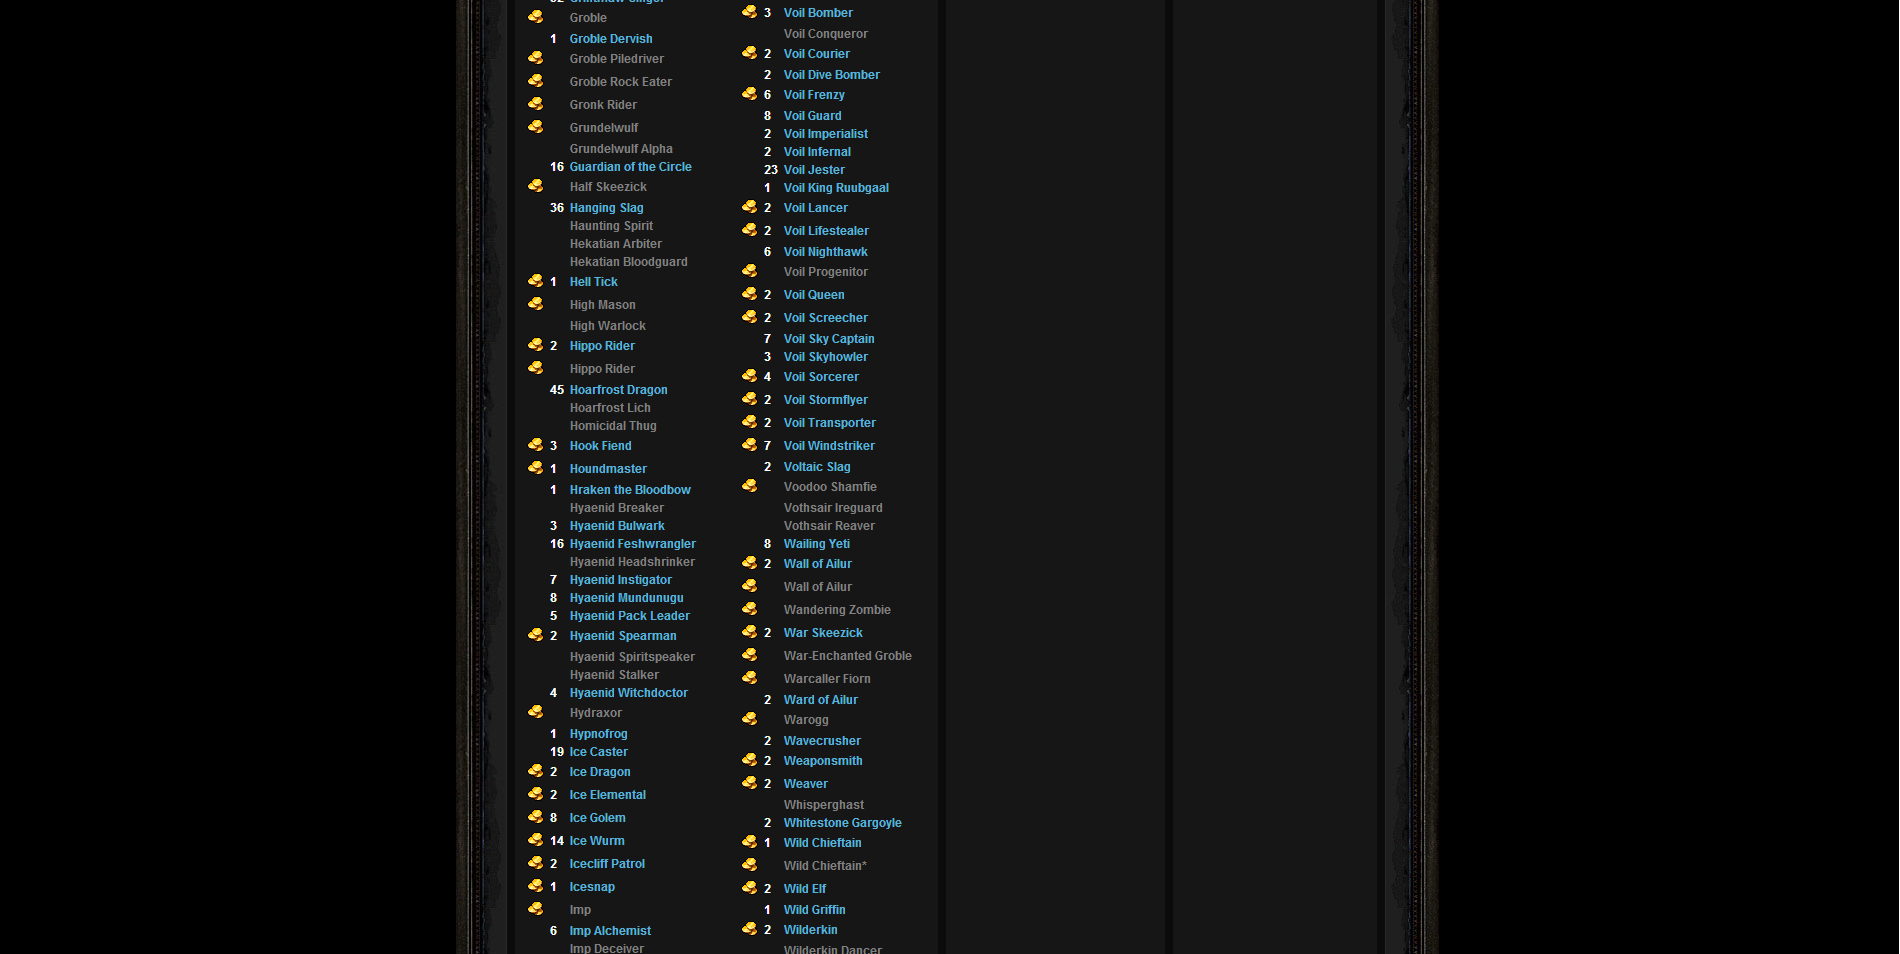 Groble
1 Groble Dervish
Groble Piledriver
Groble Rock Eater
Gronk Rider
Grundelwulf
Grundelwulf Alpha
16 Guardian of the Circle
Half Skeezick
36 Hanging Slag
Haunting Spirit
Hekatian Arbiter
Hekatian Bloodguard
1 Hell Tick
High Mason
High Warlock
2 Hippo Rider
Hippo Rider
45 Hoarfrost Dragon
Hoarfrost Lich
Homicidal Thug
3 Hook Fiend
1 Houndmaster
1 Hraken the Bloodbow
Hyaenid Breaker
3 Hyaenid Bulwark
16 Hyaenid Feshwrangler
Hyaenid Headshrinker
7 Hyaenid Instigator
8 Hyaenid Mundunugu
5 Hyaenid Pack Leader
2 Hyaenid Spearman
Hyaenid Spiritspeaker
Hyaenid Stalker
4 Hyaenid Witchdoctor
Hydraxor
1 Hypnofrog
19 Ice Caster
2 Ice Dragon
2 Ice Elemental
8 Ice Golem
14 Ice Wurm
2 Icecliff Patrol
1 Icesnap
Imp
6 Imp Alchemist
Imp Deceiver
3 Voil Bomber
Voil Conqueror
2 Voil Courier
2 Voil Dive Bomber
6 Voil Frenzy
8 Voil Guard
2 Voil Imperialist
2 Voil Infernal
23 Voil Jester
1 Voil King Ruubgaal
2 Voil Lancer
2 Voil Lifestealer
6 Voil Nighthawk
Voil Progenitor
2 Voil Queen
2 Voil Screecher
7 Voil Sky Captain
3 Voil Skyhowler
4 Voil Sorcerer
2 Voil Stormflyer
2 Voil Transporter
7 Voil Windstriker
2 Voltaic Slag
Voodoo Shamfie
Vothsair Ireguard
Vothsair Reaver
8 Wailing Yeti
2 Wall of Ailur
Wall of Ailur
Wandering Zombie
2 War Skeezick
War-Enchanted Groble
Warcaller Fiorn
2 Ward of Ailur
Warogg
2 Wavecrusher
2 Weaponsmith
2 Weaver
Whisperghast
2 Whitestone Gargoyle
1 Wild Chieftain
Wild Chieftain*
2 Wild Elf
1 Wild Griffin
2 Wilderkin
Wilderkin Dancer